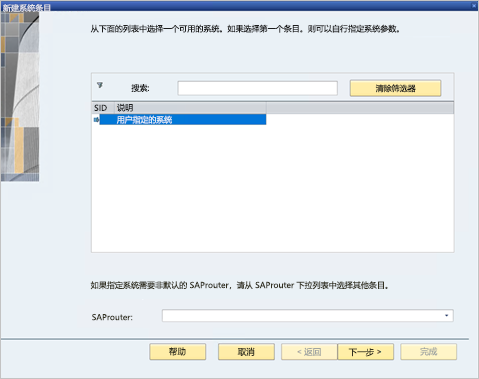 新建系统条目
从下面的列表中选择一个可用的系统。如果选择第一个条目。则可以自行指定系统参数。
搜索:
清除筛选器
SID 说明
用户指定的系统
如果指定系统需要非默认的 SAProuter, 请从 SAProuter 下拉列表中选择其他条目。
SAProuter:
帮助 取消 < 返回 下一步 > 完成